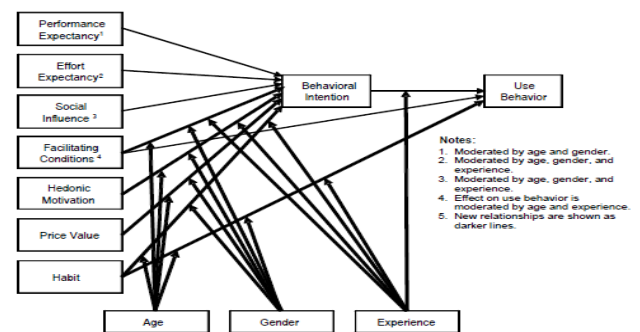 Performance
Expectancy¹
Effort
Expectancy²
Social
Influence ³
Facilitating
Conditions ⁴
Hedonic
Motivation
Price Value
Habit
Behavioral
Intention
Use
Behavior
Notes:
1. Moderated by age and gender.
2. Moderated by age, gender, and
experience.
3. Moderated by age, gender, and
experience.
4. Effect on use behavior is
moderated by age and experience.
5. New relationships are shown as
darker lines.
Age
Gender
Experience